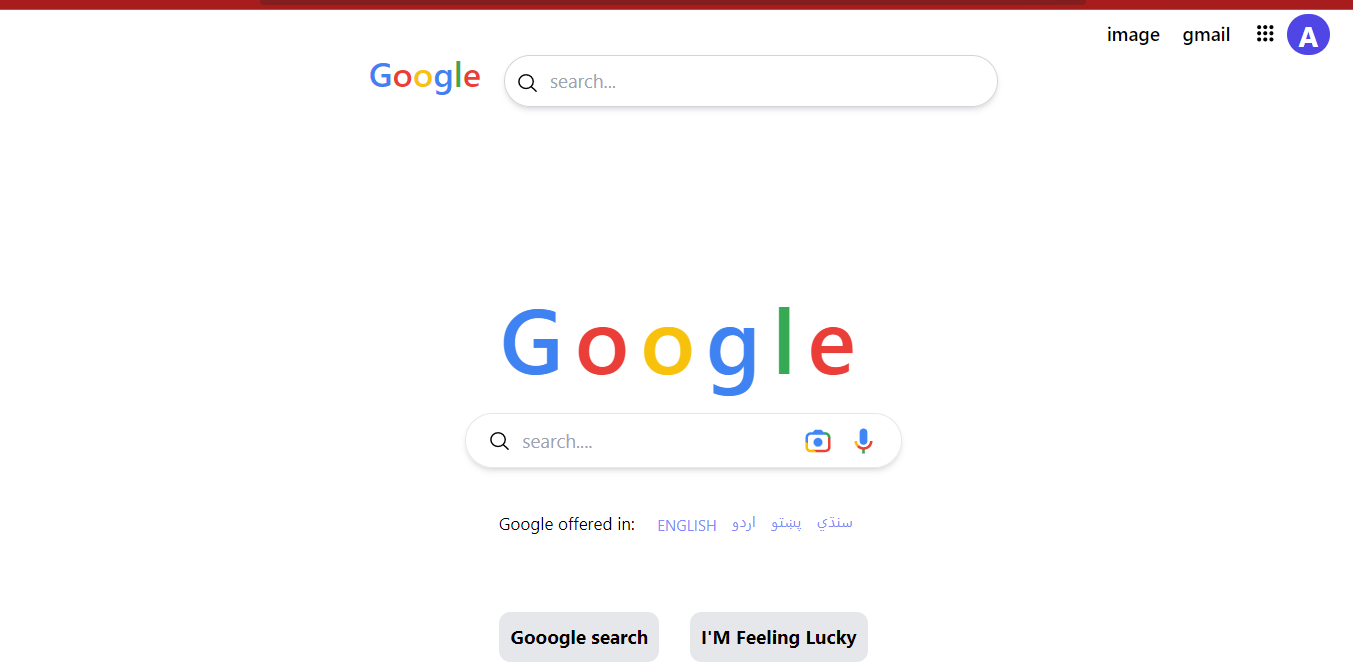 image gmail A
Google search...
Google
search....
Google offered in: ENGLISH اردو پښتو سنڌي
Gooogle search I'M Feeling Lucky